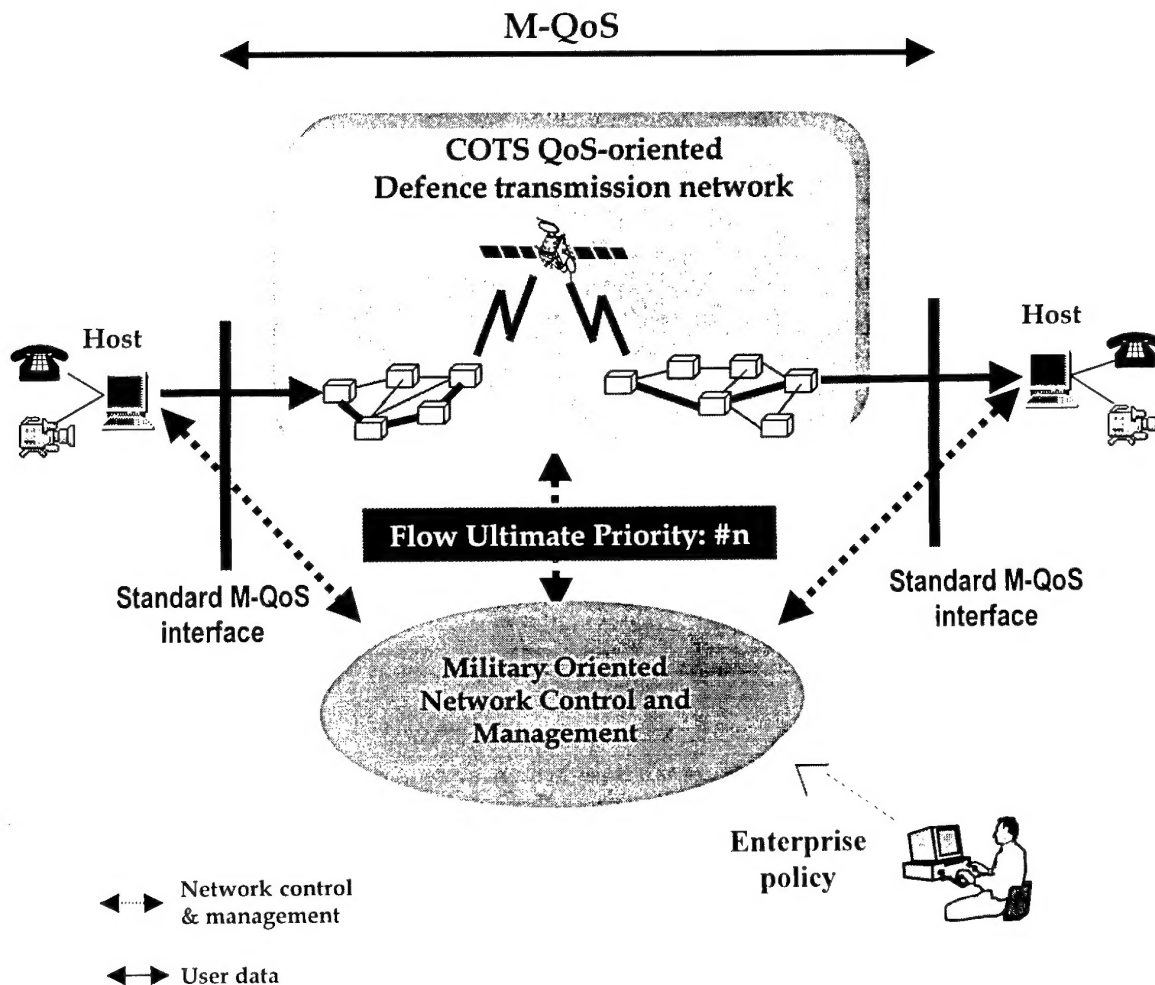 M-QoS
COTS QoS-oriented
Defence transmission network
Host
Host
Flow Ultimate Priority: #n
Standard M-QoS
interface
Standard M-QoS
interface
Military Oriented
Network Control and
Management
Enterprise
policy
Network control
& management
User data